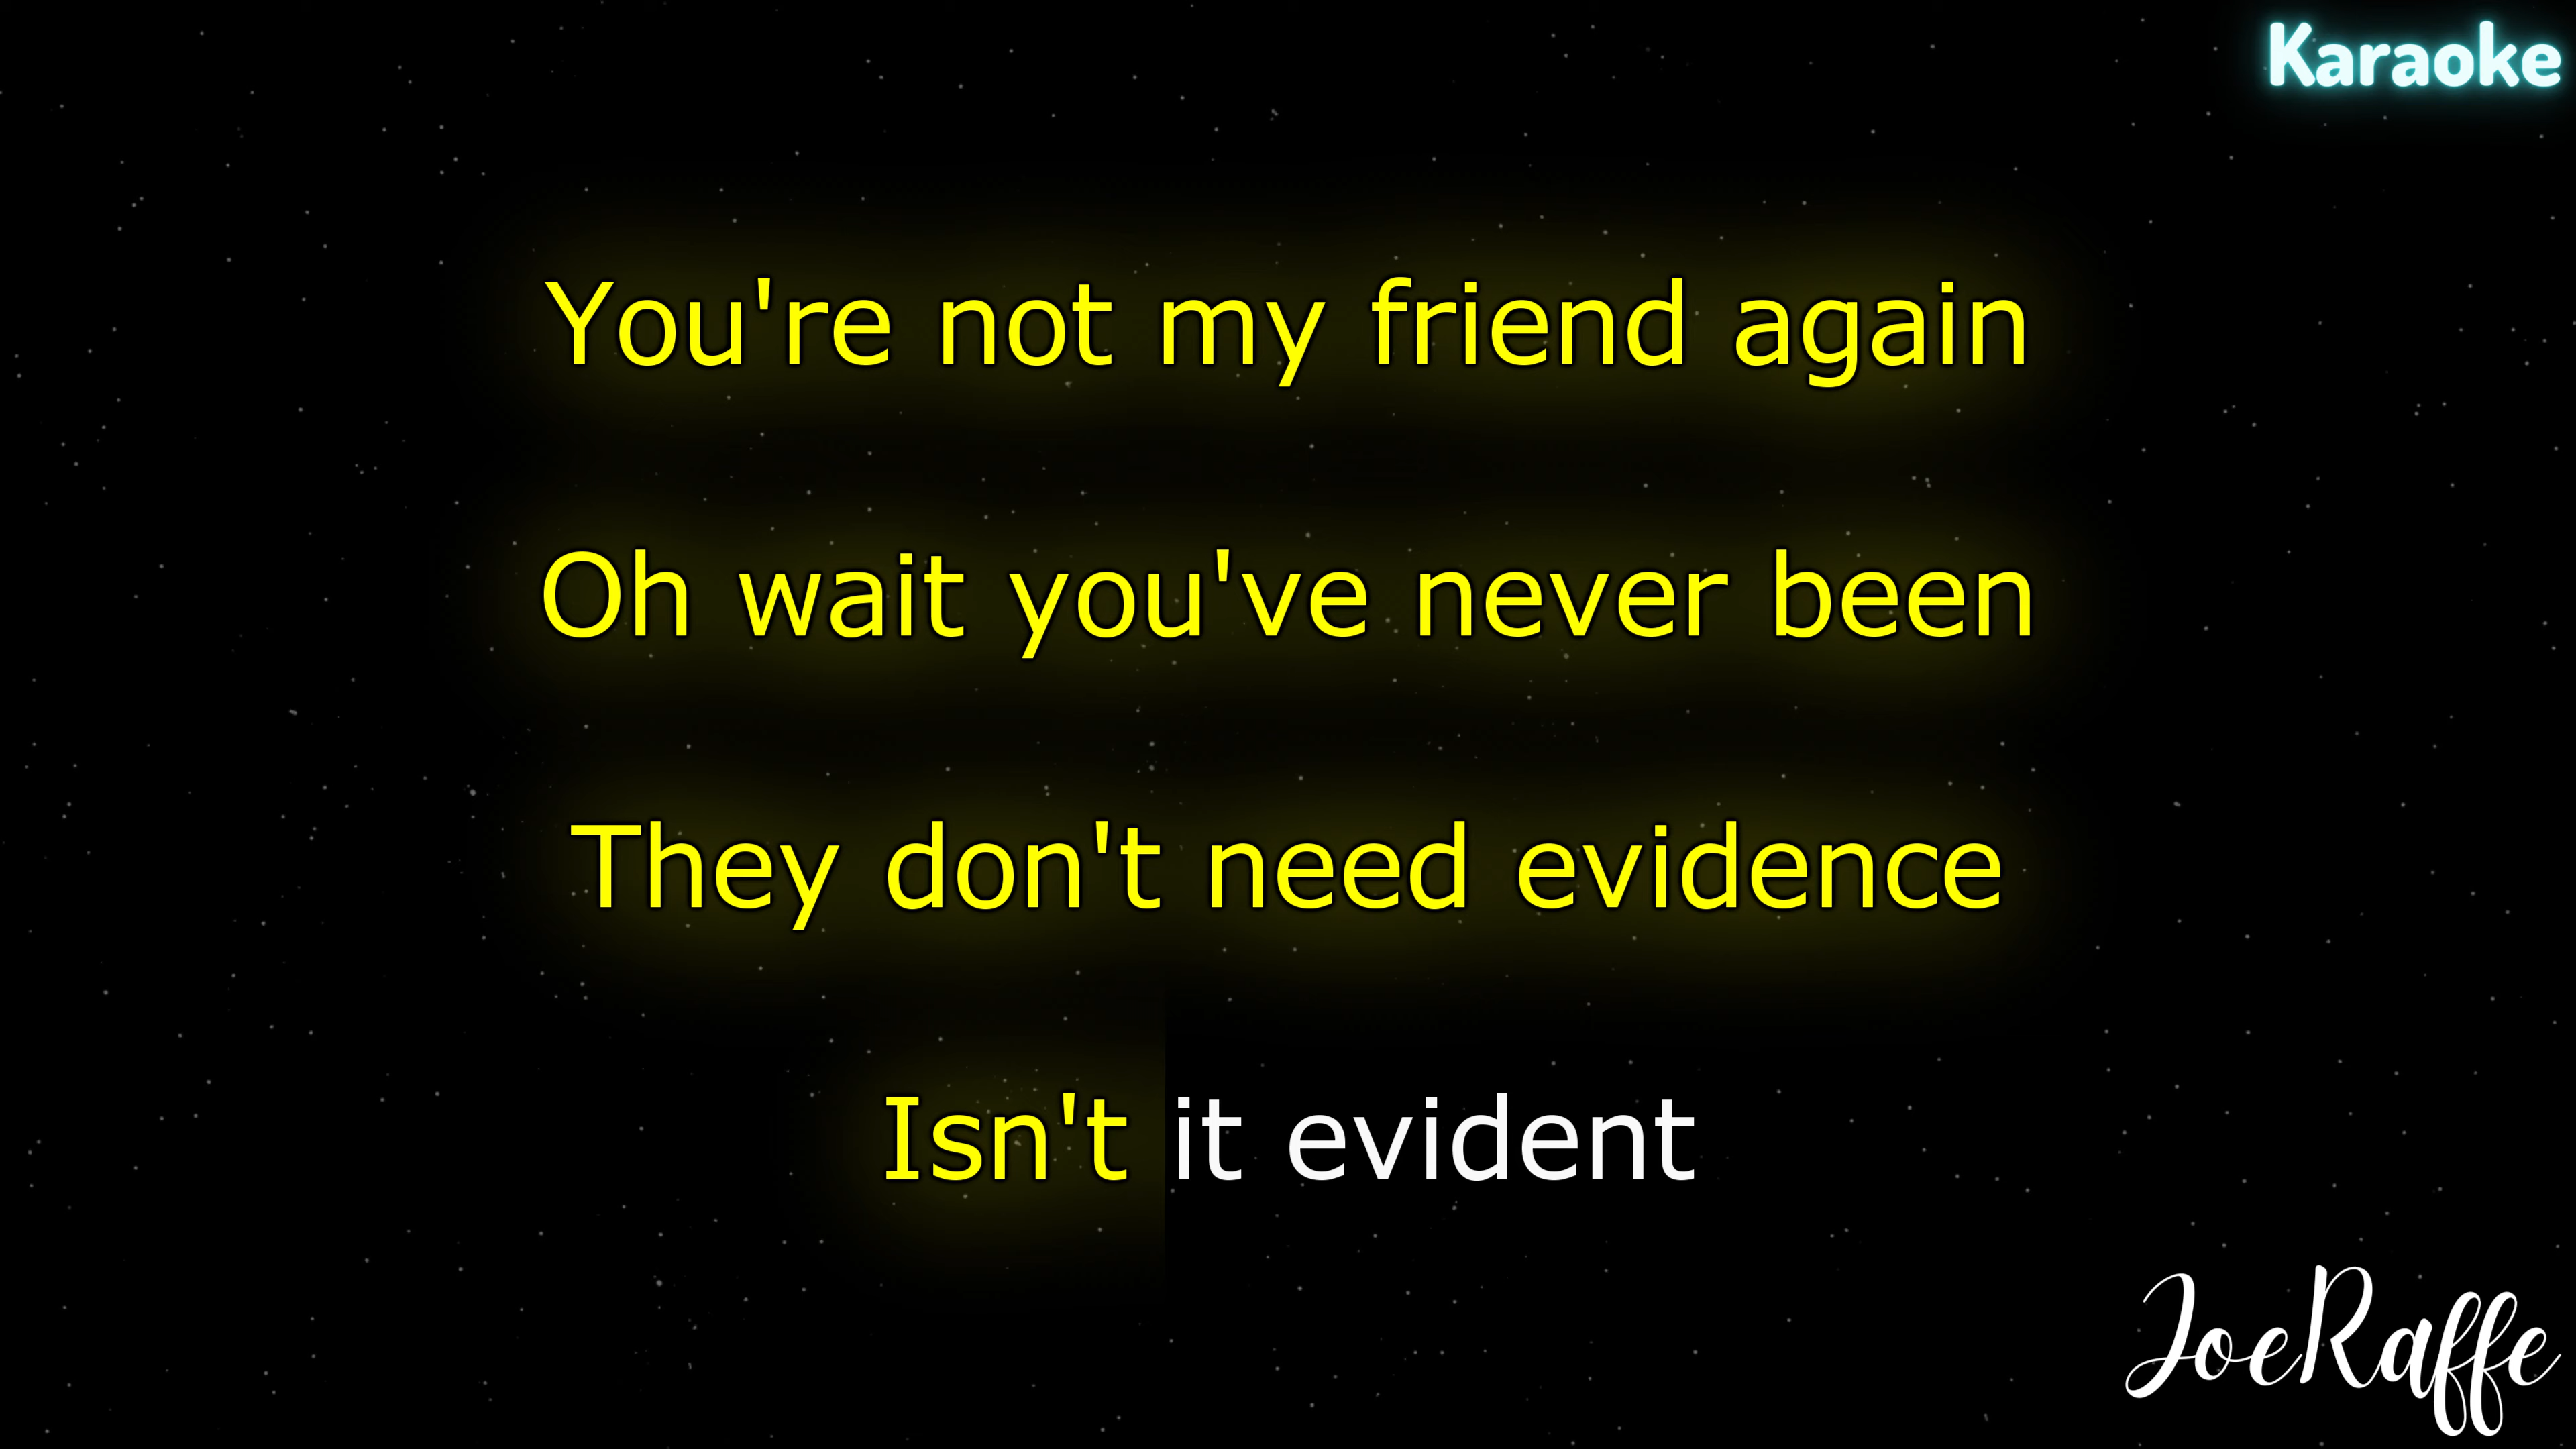 Karaoke
You're not my friend again
Oh wait you've never been
They don't need evidence
Isn't it evident
JoeRaffe